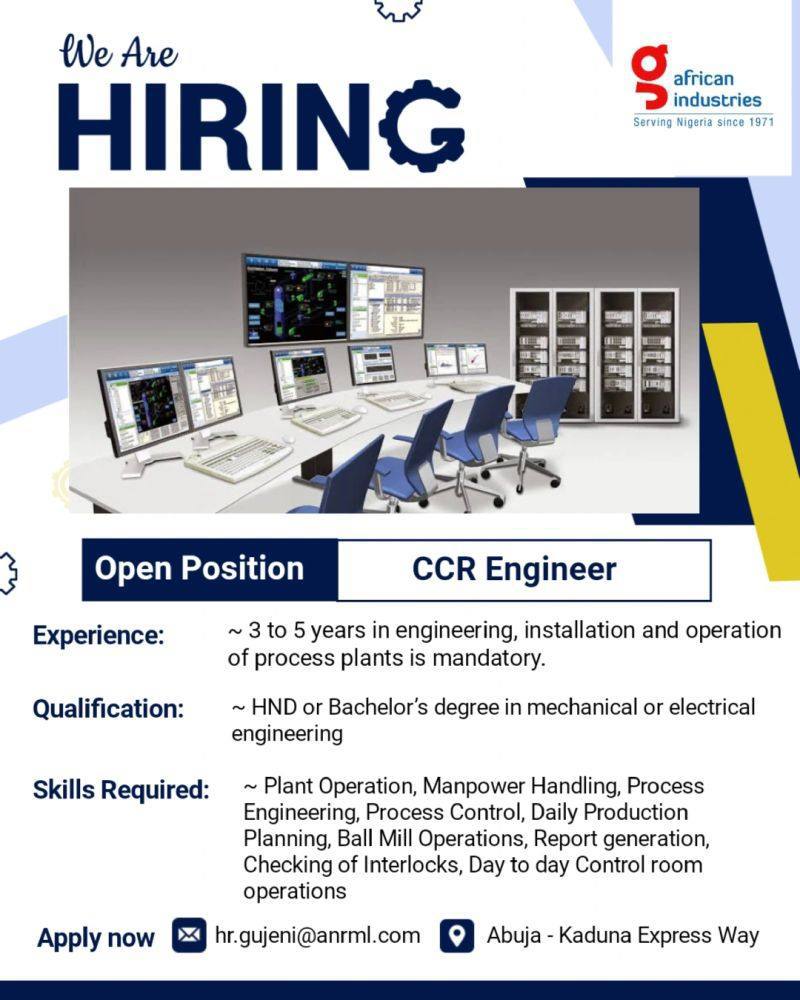 We Are
HIRING
african
industries
Serving Nigeria since 1971
Open Position
CCR Engineer
Experience:
~ 3 to 5 years in engineering, installation and operation
of process plants is mandatory.
Qualification:
~ HND or Bachelor’s degree in mechanical or electrical
engineering
Skills Required:
~ Plant Operation, Manpower Handling, Process
Engineering, Process Control, Daily Production
Planning, Ball Mill Operations, Report generation,
Checking of Interlocks, Day to day Control room
operations
Apply now
hr.gujeni@anrml.com
Abuja - Kaduna Express Way